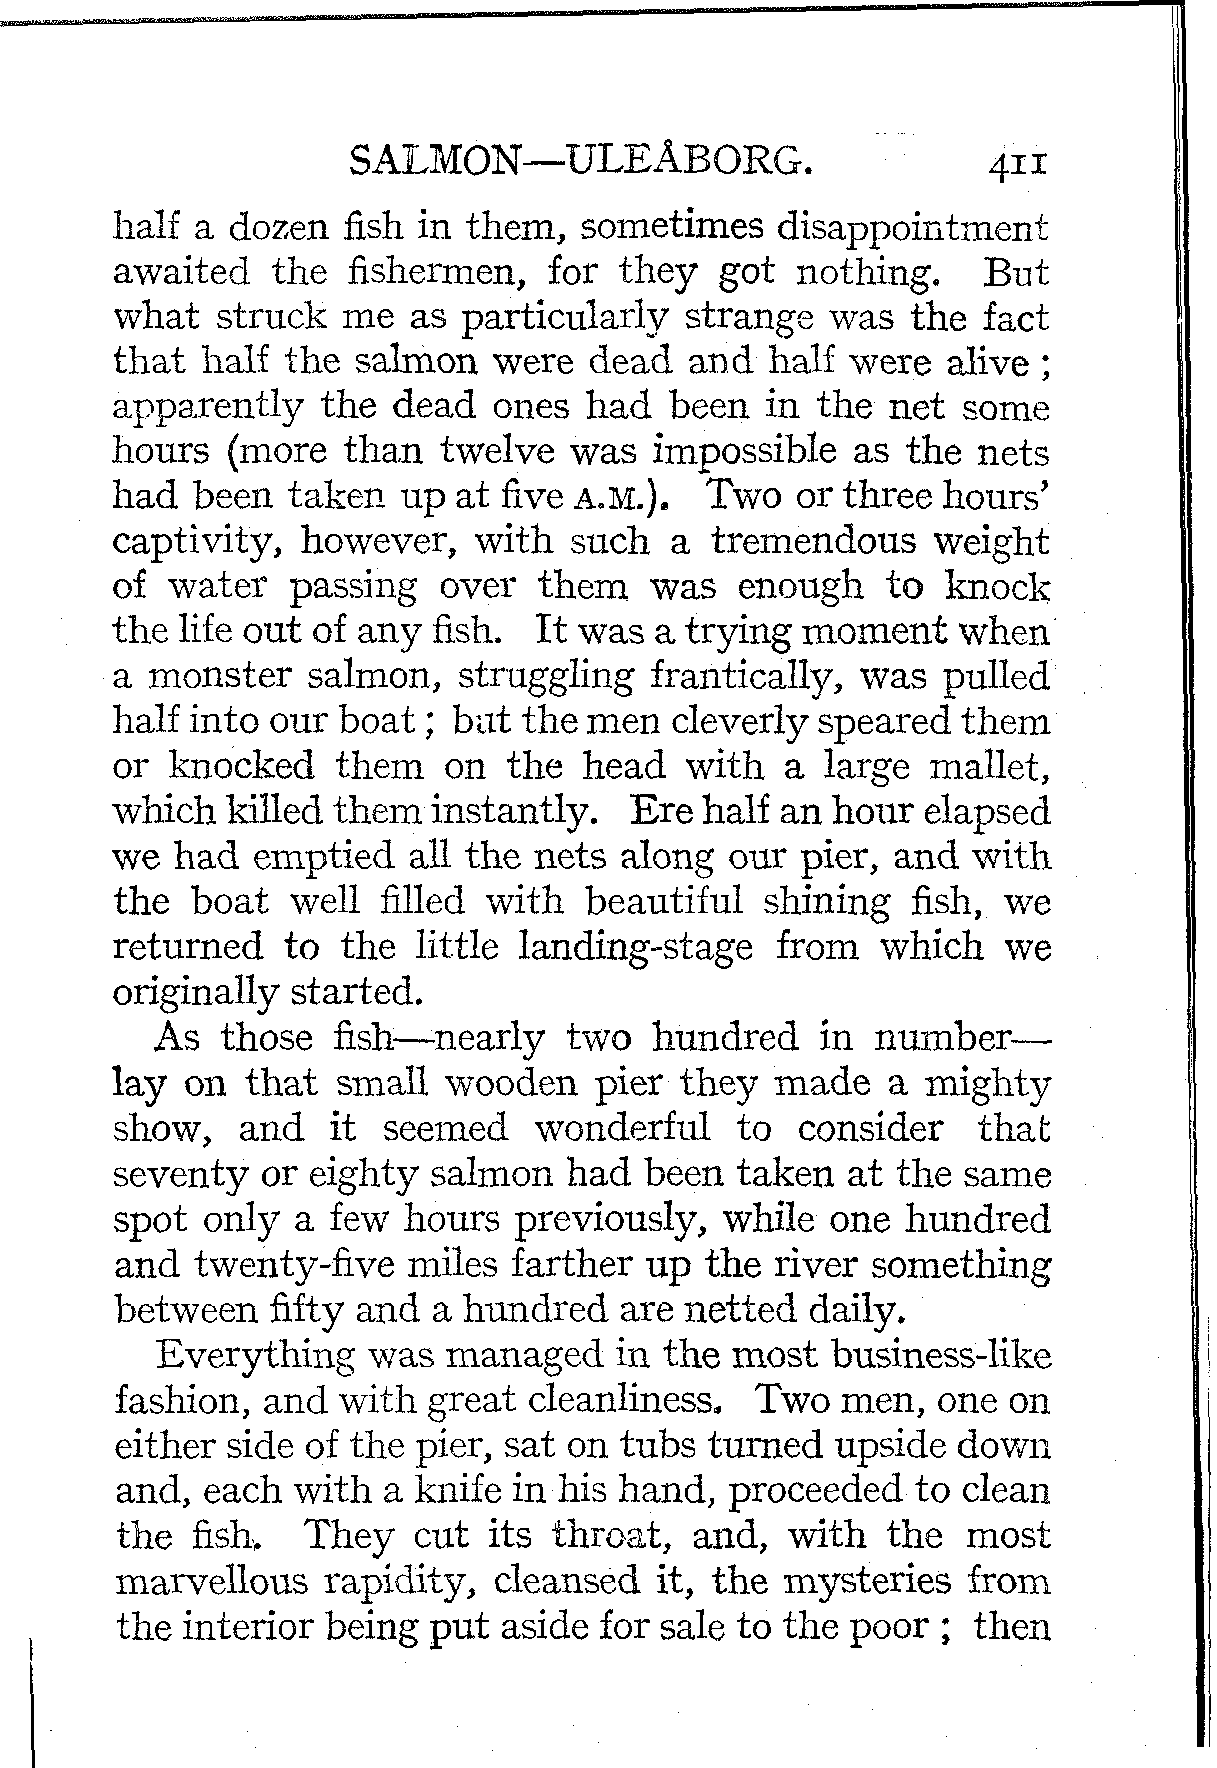 SALMON—ULEÅBORG. 411
half a dozen fish in them, sometimes disappointment
awaited the fishermen, for they got nothing. But
what struck me as particularly strange was the fact
that half the salmon were dead and half were alive ;
apparently the dead ones had been in the net some
hours (more than twelve was impossible as the nets
had been taken up at five A.M.). Two or three hours'
captivity, however, with such a tremendous weight
of water passing over them was enough to knock
the life out of any fish. It was a trying moment when
a monster salmon, struggling frantically, was pulled
half into our boat ; but the men cleverly speared them
or knocked them on the head with a large mallet,
which killed them instantly. Ere half an hour elapsed
we had emptied all the nets along our pier, and with
the boat well filled with beautiful shining fish, we
returned to the little landing-stage from which we
originally started.
As those fish—nearly two hundred in number—
lay on that small wooden pier they made a mighty
show, and it seemed wonderful to consider that
seventy or eighty salmon had been taken at the same
spot only a few hours previously, while one hundred
and twenty-five miles farther up the river something
between fifty and a hundred are netted daily.
Everything was managed in the most business-like
fashion, and with great cleanliness. Two men, one on
either side of the pier, sat on tubs turned upside down
and, each with a knife in his hand, proceeded to clean
the fish. They cut its throat, and, with the most
marvellous rapidity, cleansed it, the mysteries from
the interior being put aside for sale to the poor ; then